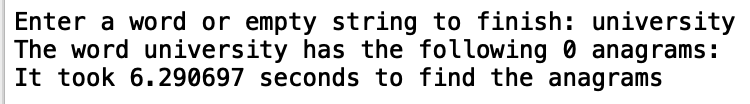 Enter a word or empty string to finish: university
The word university has the following 0 anagrams:
It took 6.290697 seconds to find the anagrams